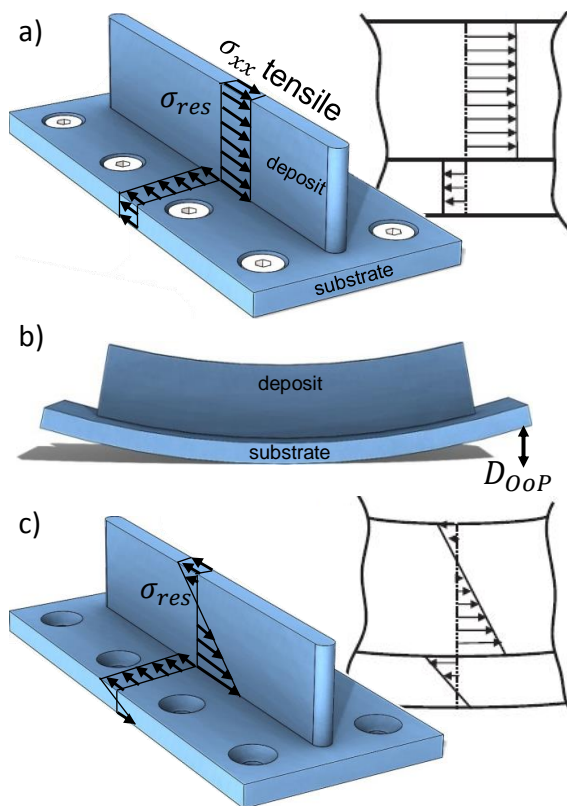 a)
σxx tensile
σres
deposit
substrate
b)
deposit
substrate
DOoP
c)
σres